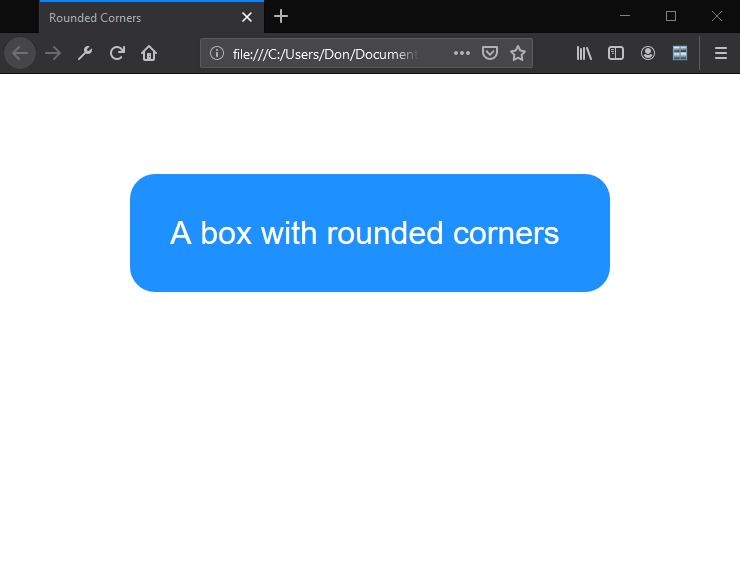 Rounded Corners
file:///C:/Users/Don/Document
A box with rounded corners